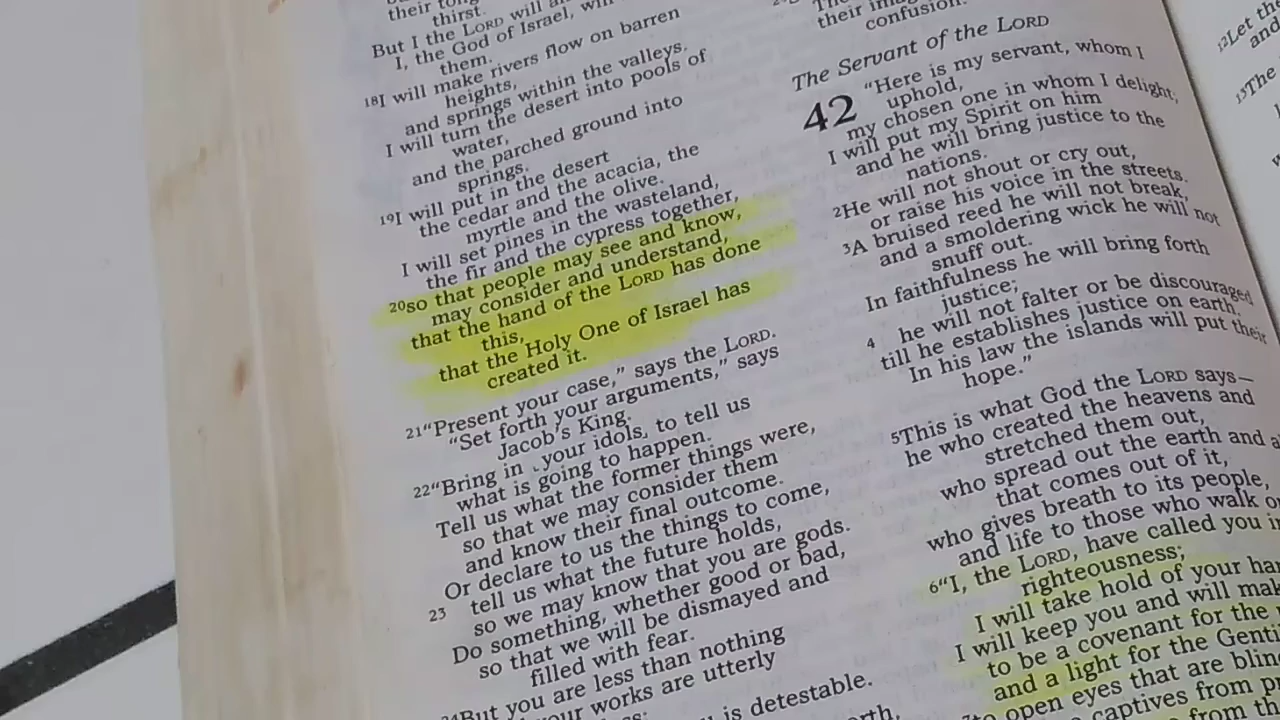 their
thirst.
But I the LORD will
I, the God of Israel, will
them.
18I will make rivers flow on barren
heights,
and springs within the valleys.
I will turn the desert into pools of
water,
and the parched ground into
springs.
19I will put in the desert
the cedar and the acacia, the
myrtle and the olive.
I will set pines in the wasteland,
the fir and the cypress together,
20so that people may see and know,
may consider and understand,
that the hand of the LORD has done
this,
that the Holy One of Israel has
created it.
21“Present your case,” says the LORD.
“Set forth your arguments,” says
Jacob’s King.
22“Bring in your idols, to tell us
what is going to happen.
Tell us what the former things were,
so that we may consider them
and know their final outcome.
Or declare to us the things to come,
23 tell us what the future holds,
so we may know that you are gods.
Do something, whether good or bad,
so that we will be dismayed and
filled with fear.
24But you are less than nothing
your works are utterly
is detestable.
their
confusion.
The Servant of the LORD
42 “Here is my servant, whom I
uphold,
my chosen one in whom I delight;
I will put my Spirit on him
and he will bring justice to the
nations.
2He will not shout or cry out,
or raise his voice in the streets.
3A bruised reed he will not break,
and a smoldering wick he will not
snuff out.
In faithfulness he will bring forth
justice;
4 he will not falter or be discouraged
till he establishes justice on earth.
In his law the islands will put their
hope.”
5This is what God the LORD says—
he who created the heavens and
stretched them out,
who spread out the earth and
that comes out of it,
who gives breath to its people,
and life to those who walk
6“I, the LORD, have called you
righteousness;
I will take hold of your
I will keep you and will
to be a covenant for the
and a light for the
7to open eyes that are
captives from
from
12Let
and
13The